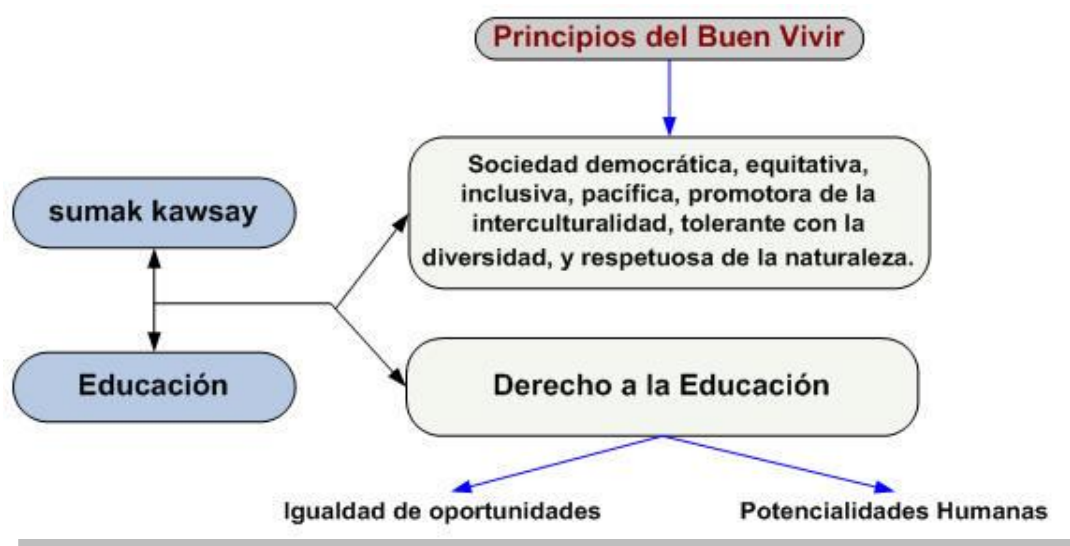 Principios del Buen Vivir
Sociedad democrática, equitativa,
inclusiva, pacífica, promotora de la
interculturalidad, tolerante con la
diversidad, y respetuosa de la naturaleza.
sumak kawsay
Educación
Derecho a la Educación
Igualdad de oportunidades
Potencialidades Humanas